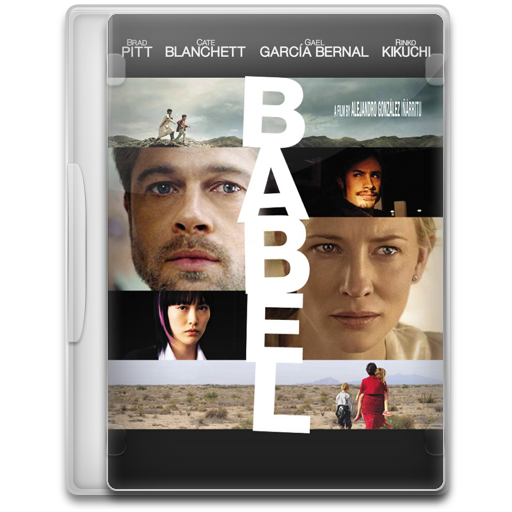 BRAD PITT CATE BLANCHETT GAEL GARCÍA BERNAL RINKO KIKUCHI
A FILM BY ALEJANDRO GONZÁLEZ IÑÁRRITU
BABEL